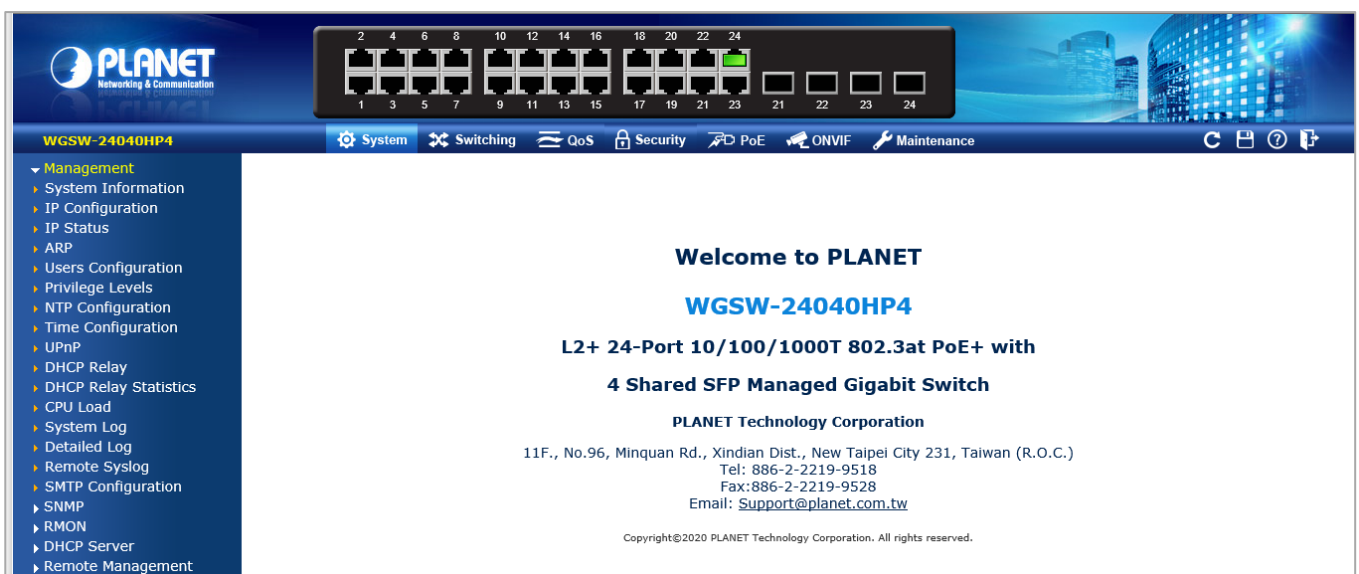 PLANET
Networking & Communication
2 4 6 8 10 12 14 16 18 20 22 24
1 3 5 7 9 11 13 15 17 19 21 23 21 22 23 24
WGSW-24040HP4
System Switching QoS Security PoE ONVIF Maintenance
Management
System Information
IP Configuration
IP Status
ARP
Users Configuration
Privilege Levels
NTP Configuration
Time Configuration
UPnP
DHCP Relay
DHCP Relay Statistics
CPU Load
System Log
Detailed Log
Remote Syslog
SMTP Configuration
SNMP
RMON
DHCP Server
Remote Management
Welcome to PLANET
WGSW-24040HP4
L2+ 24-Port 10/100/1000T 802.3at PoE+ with
4 Shared SFP Managed Gigabit Switch
PLANET Technology Corporation
11F., No.96, Minquan Rd., Xindian Dist., New Taipei City 231, Taiwan (R.O.C.)
Tel: 886-2-2219-9518
Fax:886-2-2219-9528
Email: Support@planet.com.tw
Copyright©2020 PLANET Technology Corporation. All rights reserved.